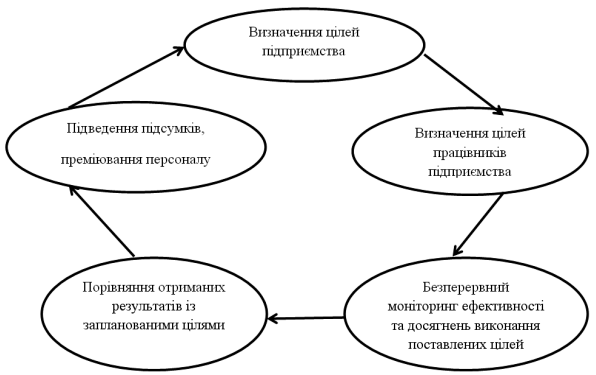 Визначення цілей
підприємства
Визначення цілей
працівників
підприємства
Безперервний
моніторинг ефективності
та досягнень виконання
поставлених цілей
Порівняння отриманих
результатів із
запланованими цілями
Підведення підсумків,
преміювання персоналу